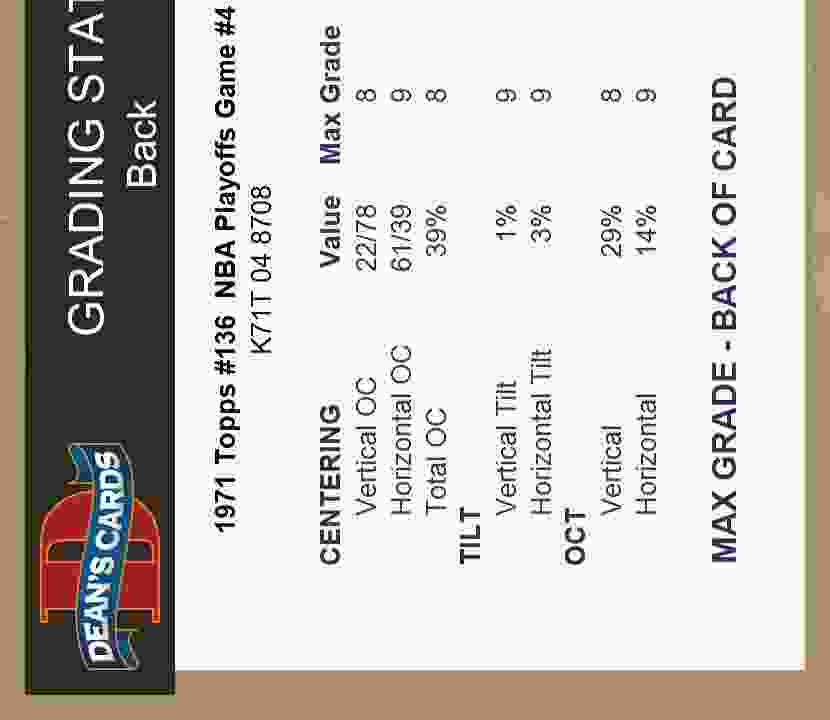 DEAN'S CARDS
GRADING STAT
Back
1971 Topps #136 NBA Playoffs Game #4
K71T 04 8708
CENTERING Value Max Grade
Vertical OC 22/78 8
Horizontal OC 61/39 9
Total OC 39% 8
TILT
Vertical Tilt 1% 9
Horizontal Tilt 3% 9
OCT
Vertical 29% 8
Horizontal 14% 9
MAX GRADE - BACK OF CARD